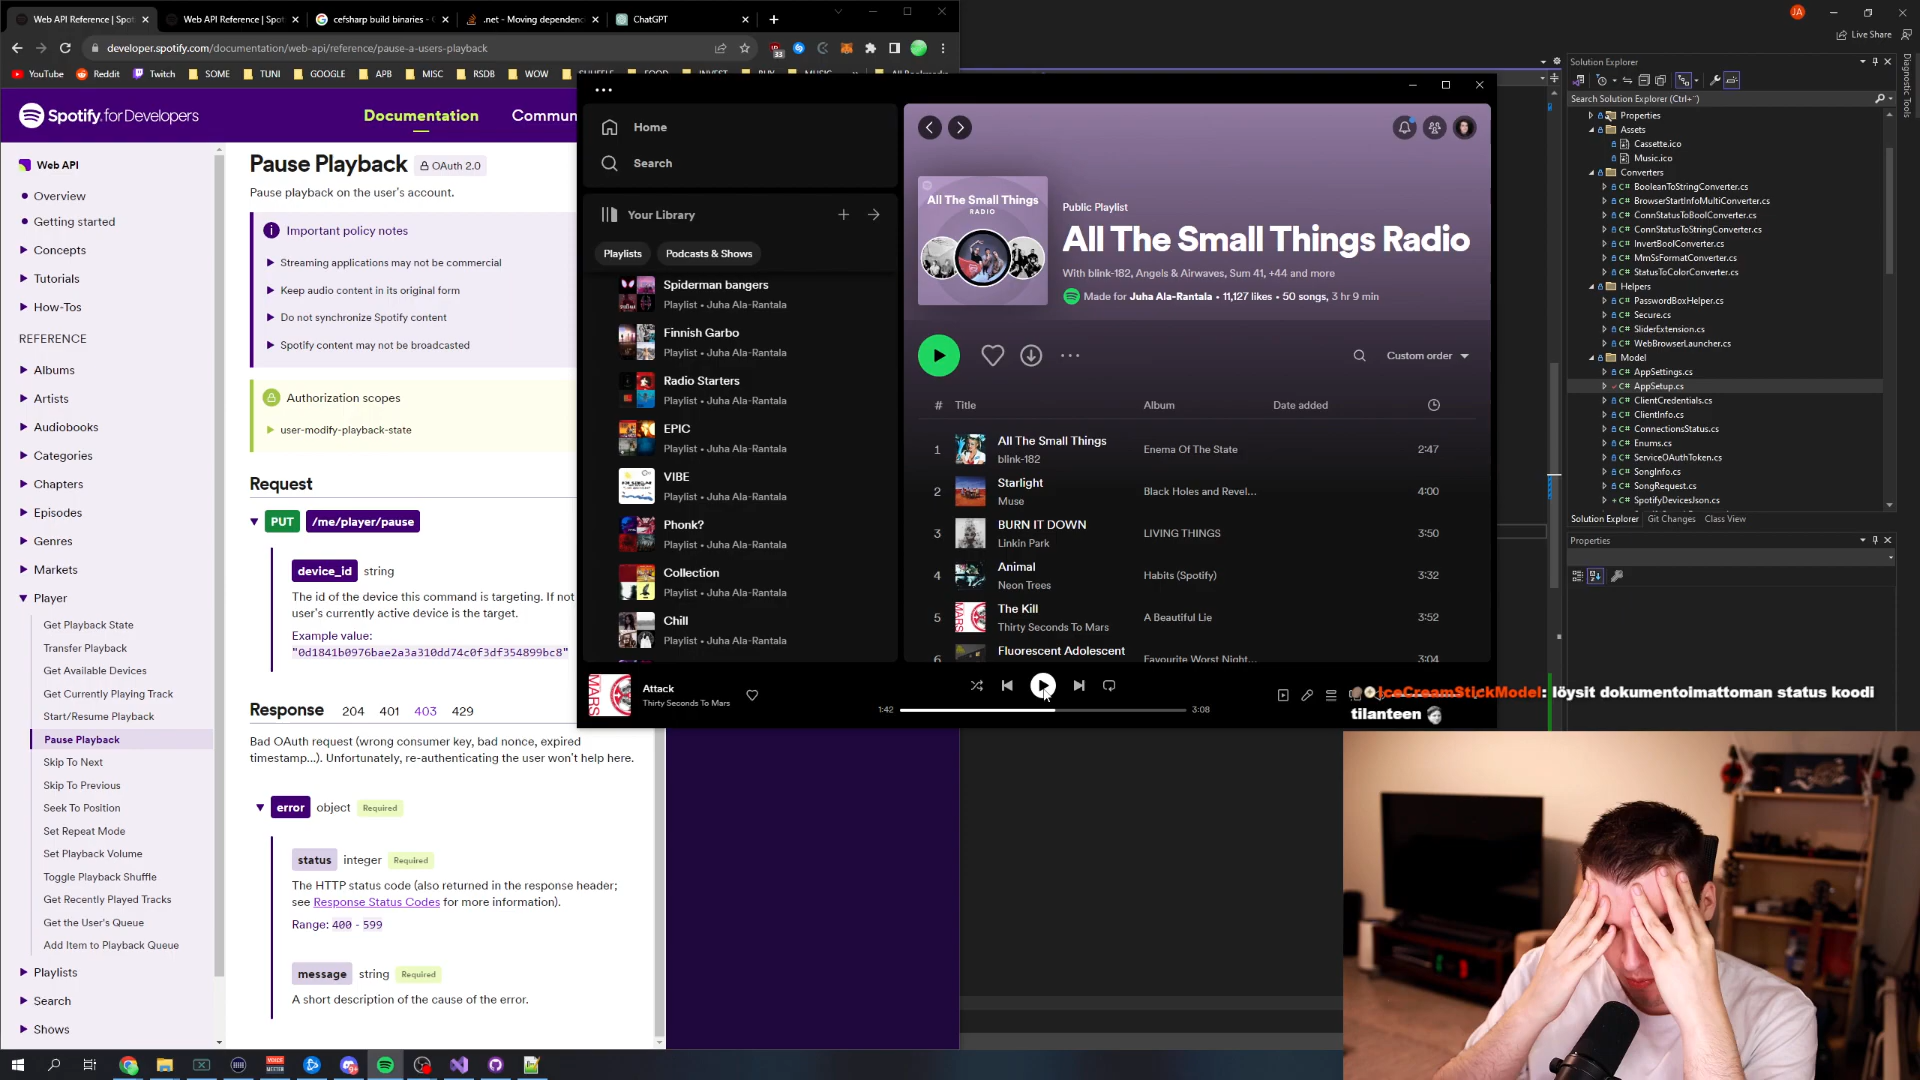 Web API Reference | Spot
Web API Reference | Spot
cefsharp build binaries -
.net - Moving dependenc
ChatGPT
developer.spotify.com/documentation/web-api/reference/pause-a-users-playback
YouTube
Reddit
Twitch
SOME
TUNI
GOOGLE
APB
MISC
RSDB
WOW
Spotify for Developers
Documentation
Commun
Web API
Overview
Getting started
Concepts
Tutorials
How-Tos
REFERENCE
Albums
Artists
Audiobooks
Categories
Chapters
Episodes
Genres
Markets
Player
Get Playback State
Transfer Playback
Get Available Devices
Get Currently Playing Track
Start/Resume Playback
Pause Playback
Skip To Next
Skip To Previous
Seek To Position
Set Repeat Mode
Set Playback Volume
Toggle Playback Shuffle
Get Recently Played Tracks
Get the User's Queue
Add Item to Playback Queue
Playlists
Search
Shows
Pause Playback
OAuth 2.0
Pause playback on the user's account.
Important policy notes
Streaming applications may not be commercial
Keep audio content in its original form
Do not synchronize Spotify content
Spotify content may not be broadcasted
Authorization scopes
user-modify-playback-state
Request
PUT /me/player/pause
device_id string
The id of the device this command is targeting. If not
user's currently active device is the target.
Example value:
"0d1841b0976bae2a3a310dd74c0f3df354899bc8"
Response 204 401 403 429
Bad OAuth request (wrong consumer key, bad nonce, expired
timestamp...). Unfortunately, re-authenticating the user won't help here.
error object Required
status integer Required
The HTTP status code (also returned in the response header;
see Response Status Codes for more information).
Range: 400 - 599
message string Required
A short description of the cause of the error.
Home
Search
Your Library
Playlists
Podcasts & Shows
Spiderman bangers
Playlist • Juha Ala-Rantala
Finnish Garbo
Playlist • Juha Ala-Rantala
Radio Starters
Playlist • Juha Ala-Rantala
EPIC
Playlist • Juha Ala-Rantala
VIBE
Playlist • Juha Ala-Rantala
Phonk?
Playlist • Juha Ala-Rantala
Collection
Playlist • Juha Ala-Rantala
Chill
Playlist • Juha Ala-Rantala
All The Small Things
RADIO
Public Playlist
All The Small Things Radio
With blink-182, Angels & Airwaves, Sum 41, +44 and more
Made for Juha Ala-Rantala • 11,127 likes • 50 songs, 3 hr 9 min
Custom order
# Title Album Date added
1 All The Small Things Enema Of The State 2:47
blink-182
2 Starlight Black Holes and Revel... 4:00
Muse
3 BURN IT DOWN LIVING THINGS 3:50
Linkin Park
4 Animal Habits (Spotify) 3:32
Neon Trees
5 The Kill A Beautiful Lie 3:52
Thirty Seconds To Mars
6 Fluorescent Adolescent Favourite Worst Night... 3:04
MARS
Attack
Thirty Seconds To Mars
1:42
3:08
JA
Live Share
Solution Explorer
Search Solution Explorer (Ctrl+¨)
Properties
Assets
Cassette.ico
Music.ico
Converters
C# BooleanToStringConverter.cs
C# BrowserStartInfoMultiConverter.cs
C# ConnStatusToBoolConverter.cs
C# ConnStatusToStringConverter.cs
C# InvertBoolConverter.cs
C# MmSsFormatConverter.cs
C# StatusToColorConverter.cs
Helpers
C# PasswordBoxHelper.cs
C# Secure.cs
C# SliderExtension.cs
C# WebBrowserLauncher.cs
Model
C# AppSettings.cs
C# AppSetup.cs
C# ClientCredentials.cs
C# ClientInfo.cs
C# ConnectionsStatus.cs
C# Enums.cs
C# ServiceOAuthToken.cs
C# SongInfo.cs
C# SongRequest.cs
C# SpotifyDevicesJson.cs
Solution Explorer
Git Changes
Class View
Properties
Diagnostic Tools
IceCreamStickModel: löysit dokumentoimattoman status koodi
tilanteen